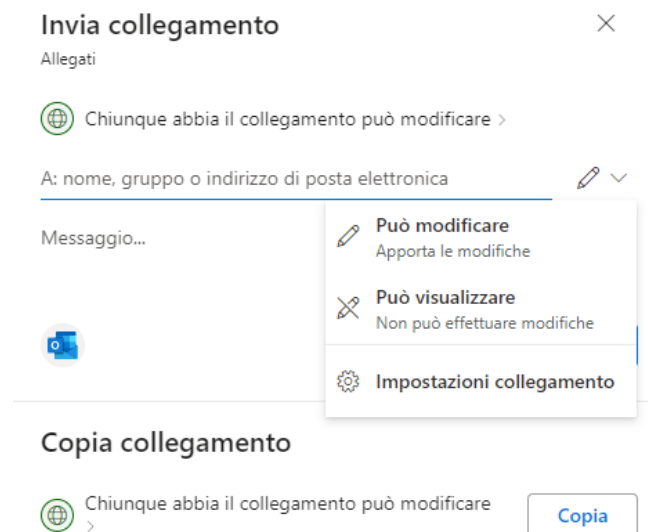 Invia collegamento
Allegati
Chiunque abbia il collegamento può modificare >
A: nome, gruppo o indirizzo di posta elettronica
Può modificare
Apporta le modifiche
Messaggio...
Può visualizzare
Non può effettuare modifiche
Impostazioni collegamento
Copia collegamento
Chiunque abbia il collegamento può modificare
>
Copia